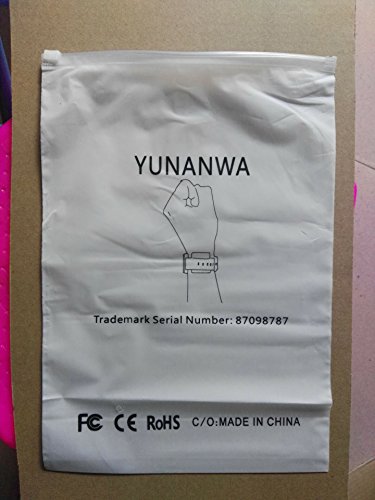 YUNANWA
Trademark Serial Number: 87098787
FC CE RoHS C/O:MADE IN CHINA